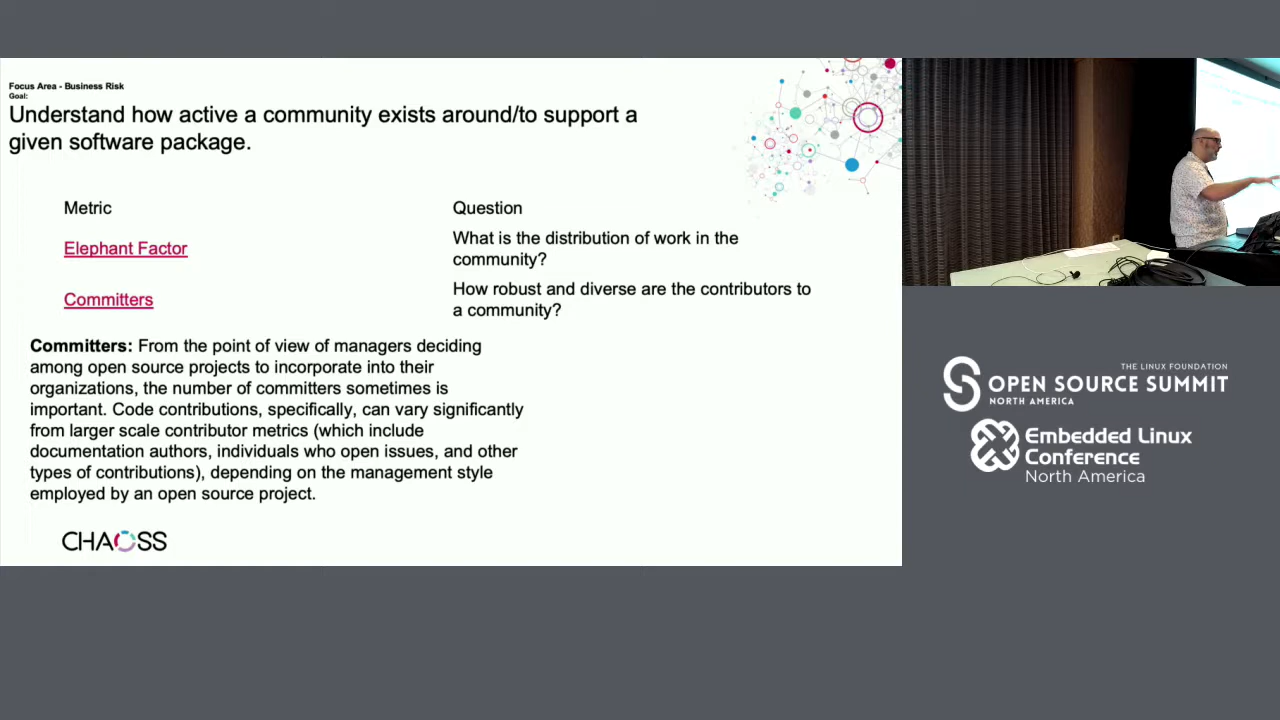 Focus Area - Business Risk
Goal:
Understand how active a community exists around/to support a
given software package.
Metric
Question
Elephant Factor
What is the distribution of work in the
community?
Committers
How robust and diverse are the contributors to
a community?
Committers: From the point of view of managers deciding
among open source projects to incorporate into their
organizations, the number of committers sometimes is
important. Code contributions, specifically, can vary significantly
from larger scale contributor metrics (which include
documentation authors, individuals who open issues, and other
types of contributions), depending on the management style
employed by an open source project.
CHAOSS
THE LINUX FOUNDATION
OPEN SOURCE SUMMIT
NORTH AMERICA
Embedded Linux
Conference
North America